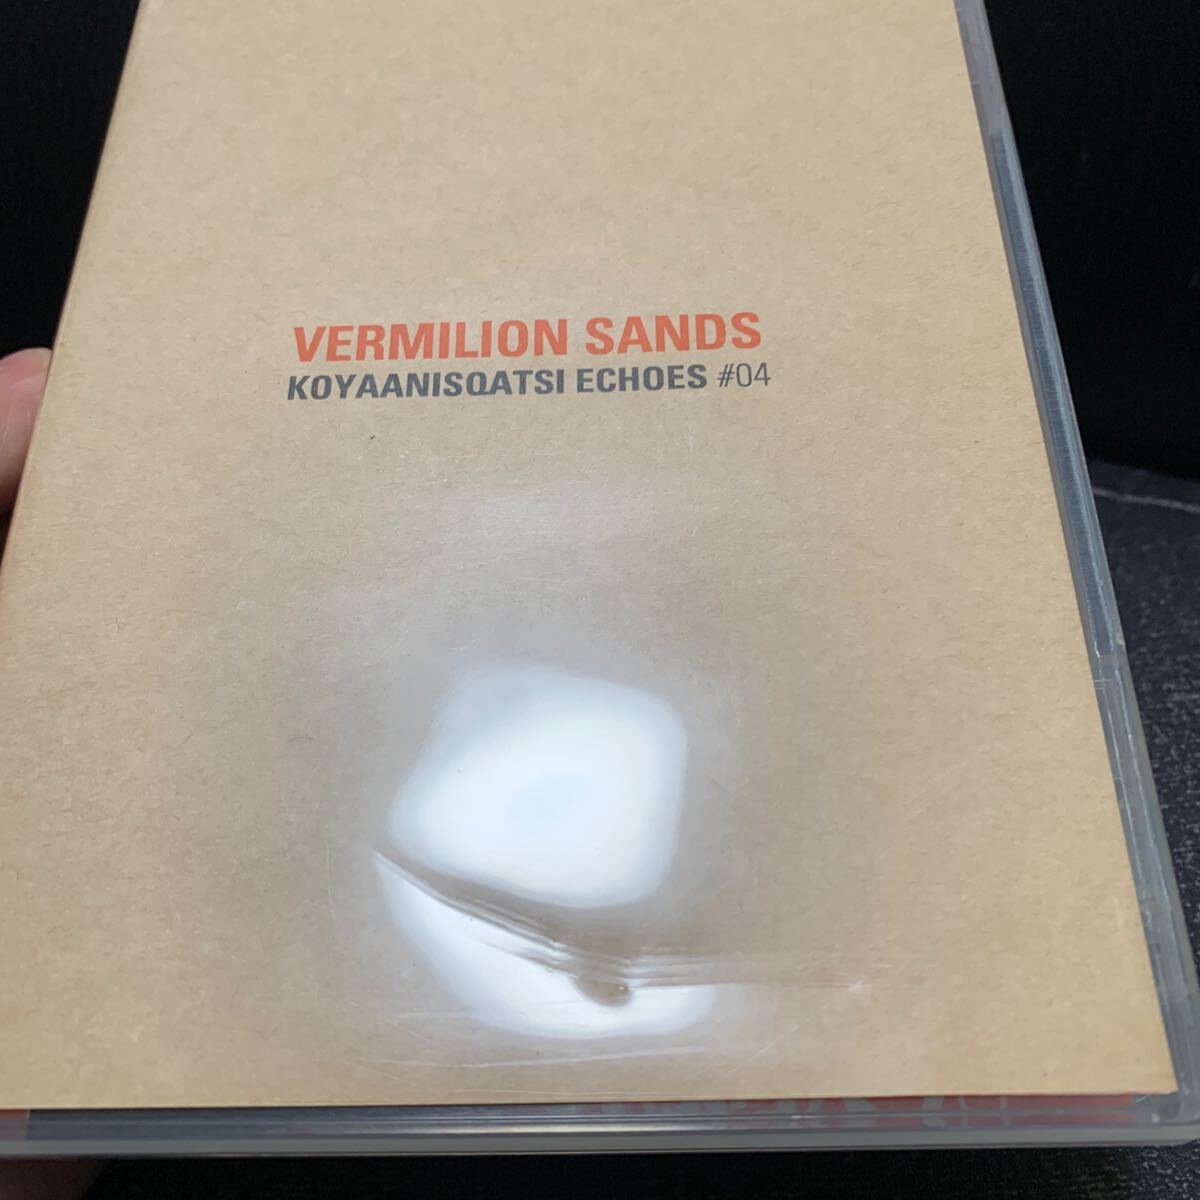 VERMILION SANDS
KOYAANISQATSI ECHOES #04